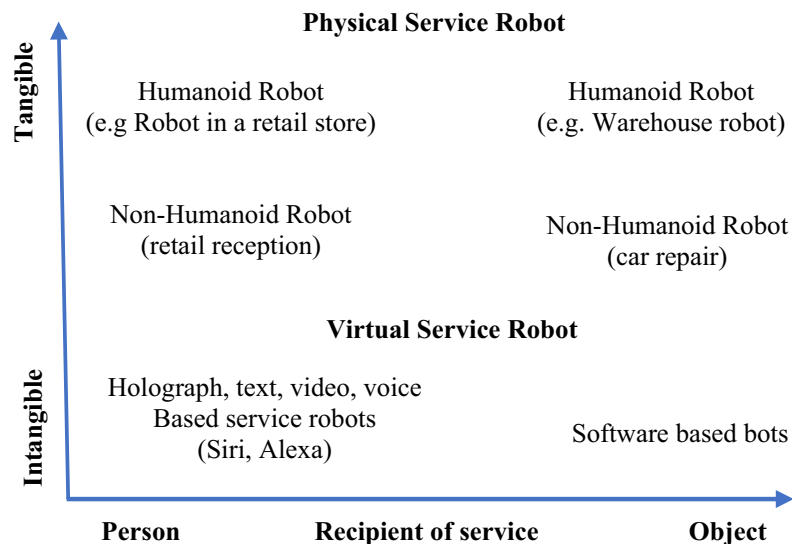 Physical Service Robot
Tangible
Humanoid Robot
(e.g Robot in a retail store)
Humanoid Robot
(e.g. Warehouse robot)
Non-Humanoid Robot
(retail reception)
Non-Humanoid Robot
(car repair)
Virtual Service Robot
Intangible
Holograph, text, video, voice
Based service robots
(Siri, Alexa)
Software based bots
Person Recipient of service Object